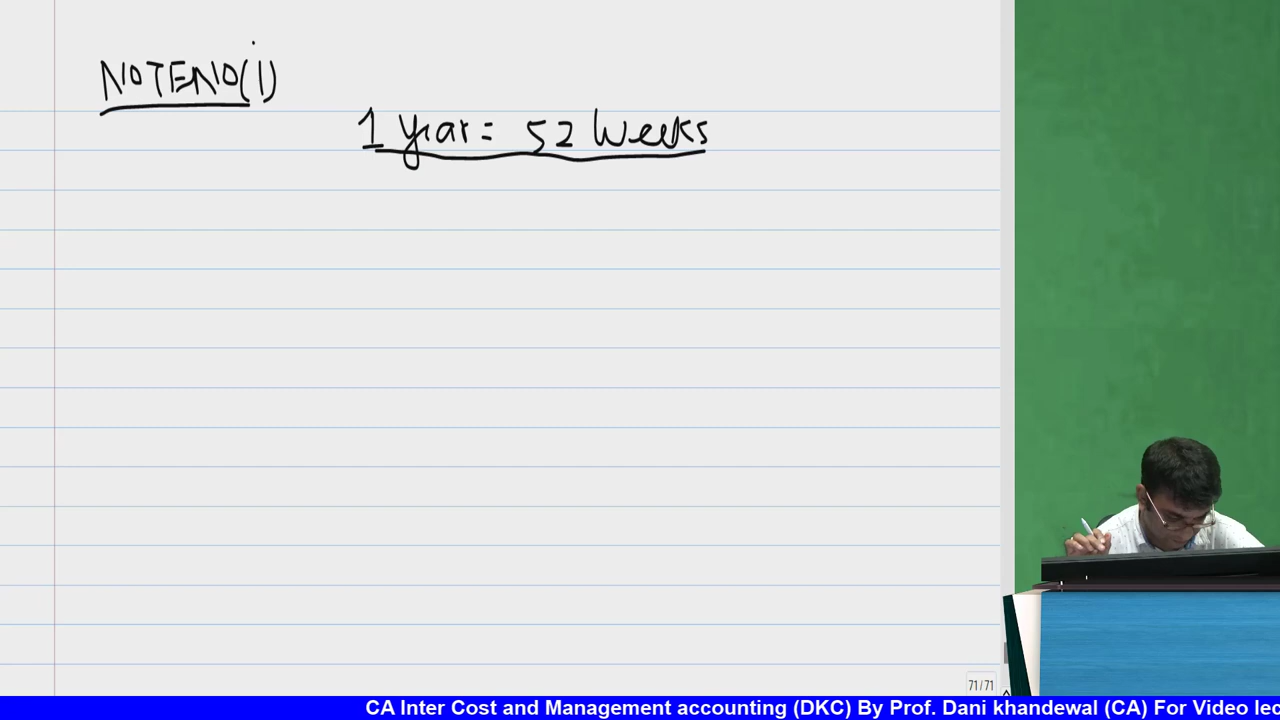 NOTENO(i)
1 year = 52 Weeks
71/71
CA Inter Cost and Management accounting (DKC) By Prof. Dani khandewal (CA) For Video lec